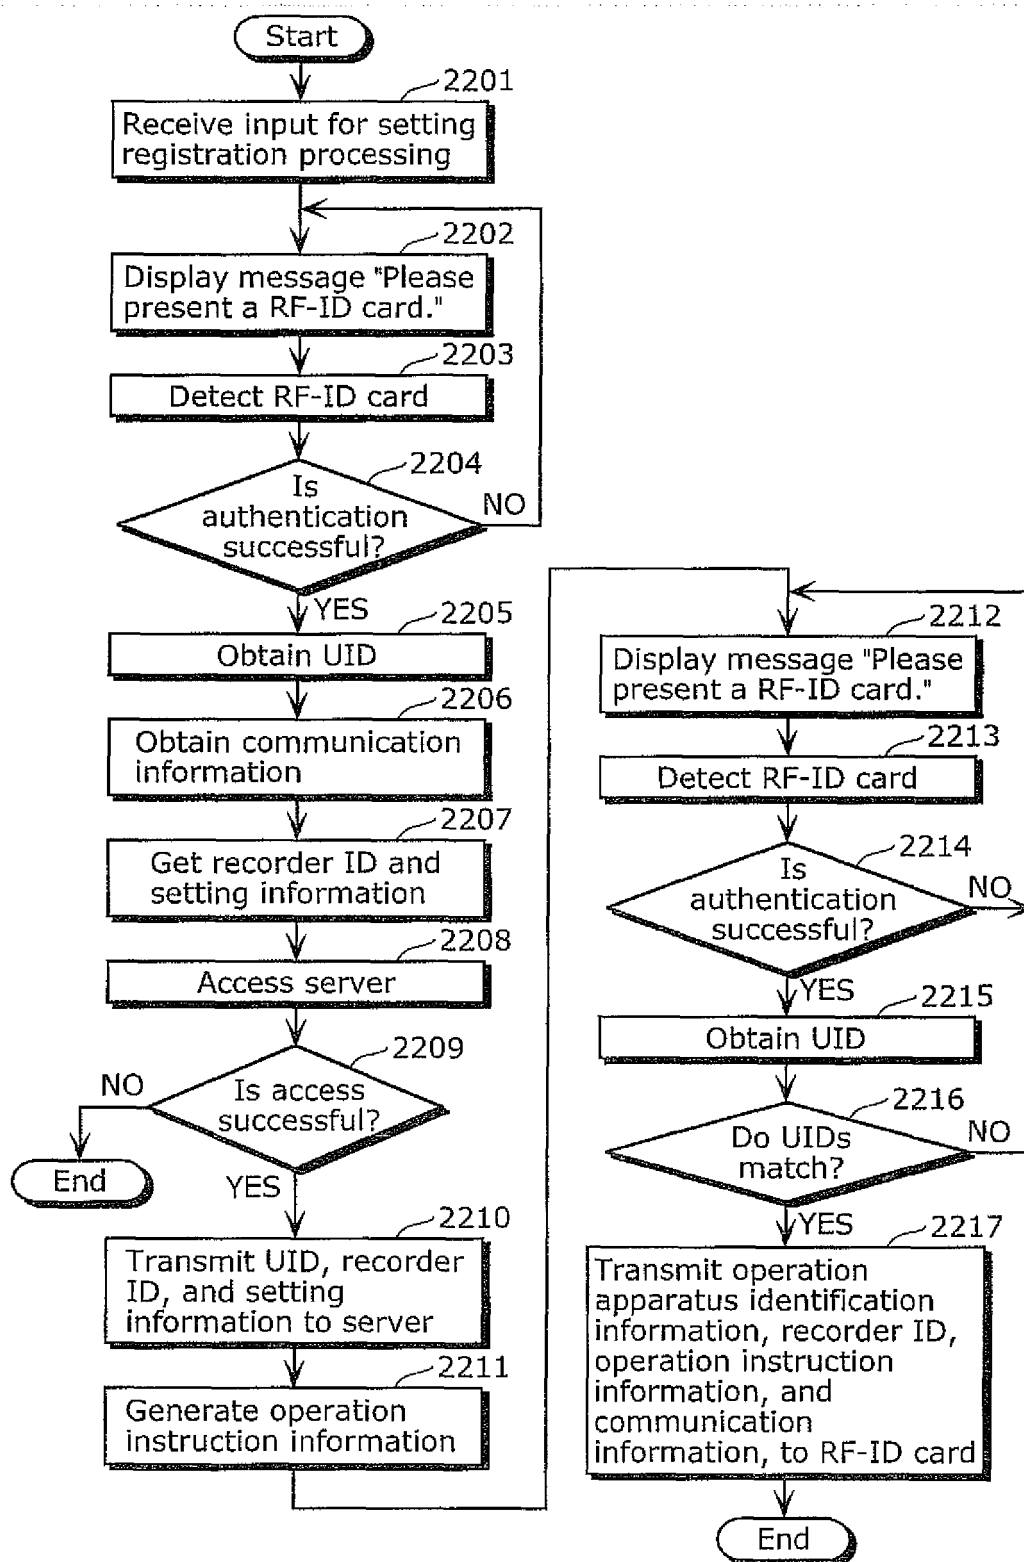 Start
2201
Receive input for setting
registration processing
2202
Display message "Please
present a RF-ID card."
2203
Detect RF-ID card
2204
Is
authentication
successful?
NO
YES
2205
Obtain UID
2206
Obtain communication
information
2207
Get recorder ID and
setting information
2208
Access server
2209
Is access
successful?
NO
End
YES
2210
Transmit UID, recorder
ID, and setting
information to server
2211
Generate operation
instruction information
2212
Display message "Please
present a RF-ID card."
2213
Detect RF-ID card
2214
Is
authentication
successful?
NO
YES
2215
Obtain UID
2216
Do UIDs
match?
NO
YES
2217
Transmit operation
apparatus identification
information, recorder ID,
operation instruction
information, and
communication
information, to RF-ID card
End